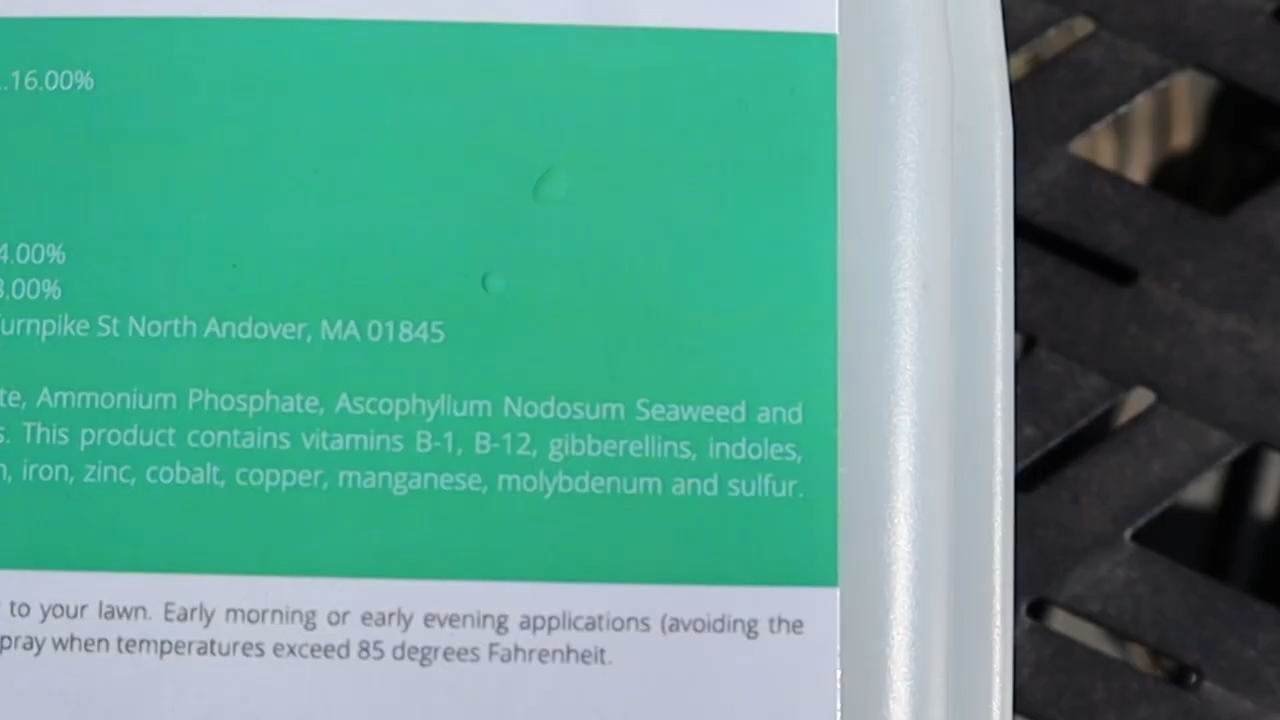 ..16.00%
4.00%
8.00%
urnpike St North Andover, MA 01845
te, Ammonium Phosphate, Ascophyllum Nodosum Seaweed and
s. This product contains vitamins B-1, B-12, gibberellins, indoles,
n, iron, zinc, cobalt, copper, manganese, molybdenum and sulfur.
to your lawn. Early morning or early evening applications (avoiding the
pray when temperatures exceed 85 degrees Fahrenheit.